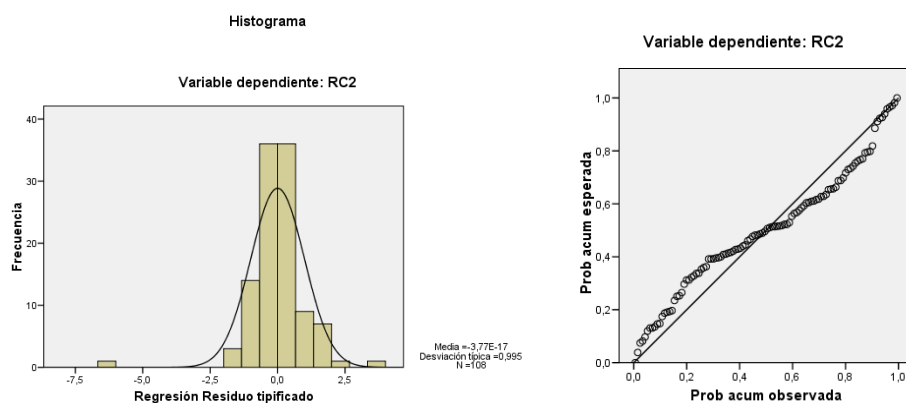 Histograma
Variable dependiente: RC2
Frecuencia
40
30
20
10
0
-7,5
-5,0
-2,5
0,0
2,5
Regresión Residuo tipificado
Media =-3,77E-17
Desviación típica =0,995
N =108
Variable dependiente: RC2
Prob acum esperada
1,0
0,8
0,6
0,4
0,2
0,0
0,0
0,2
0,4
0,6
0,8
1,0
Prob acum observada